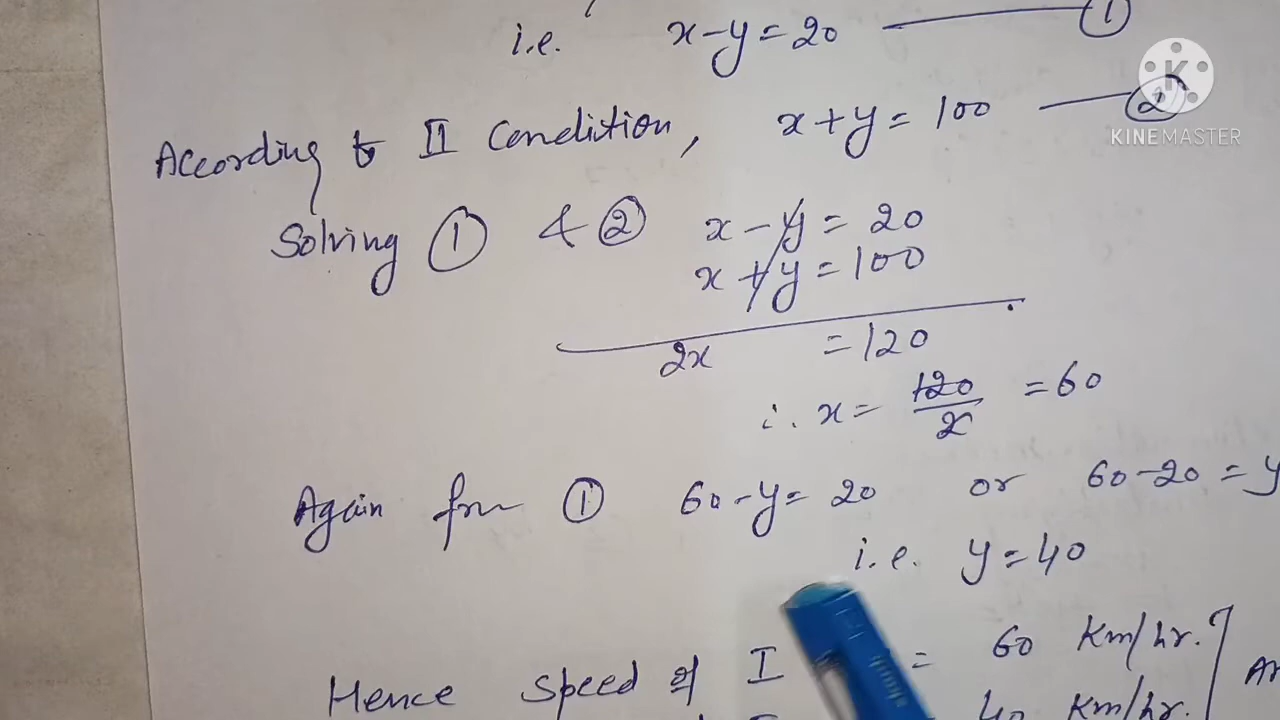 i.e. x-y=20 ①
K
KINEMASTER
According to II Condition, x+y=100 ②
Solving ① & ② x-y=20
x+y=100
2x =120
∴ x= 120/2 =60
Again from ① 60-y=20 or 60-20=y
i.e. y=40
Hence Speed of I = 60 Km/hr.
40 Km/hr.